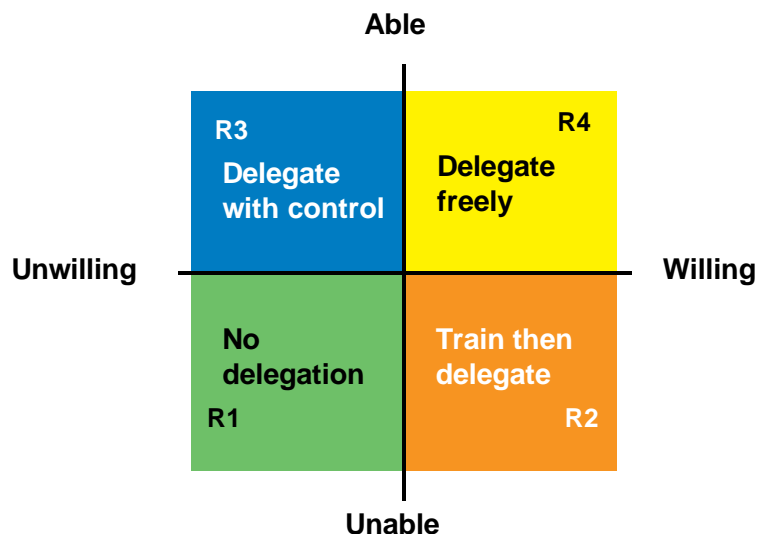 Able
R3
Delegate
with control
R4
Delegate
freely
Unwilling
Willing
No
delegation
R1
Train then
delegate
R2
Unable